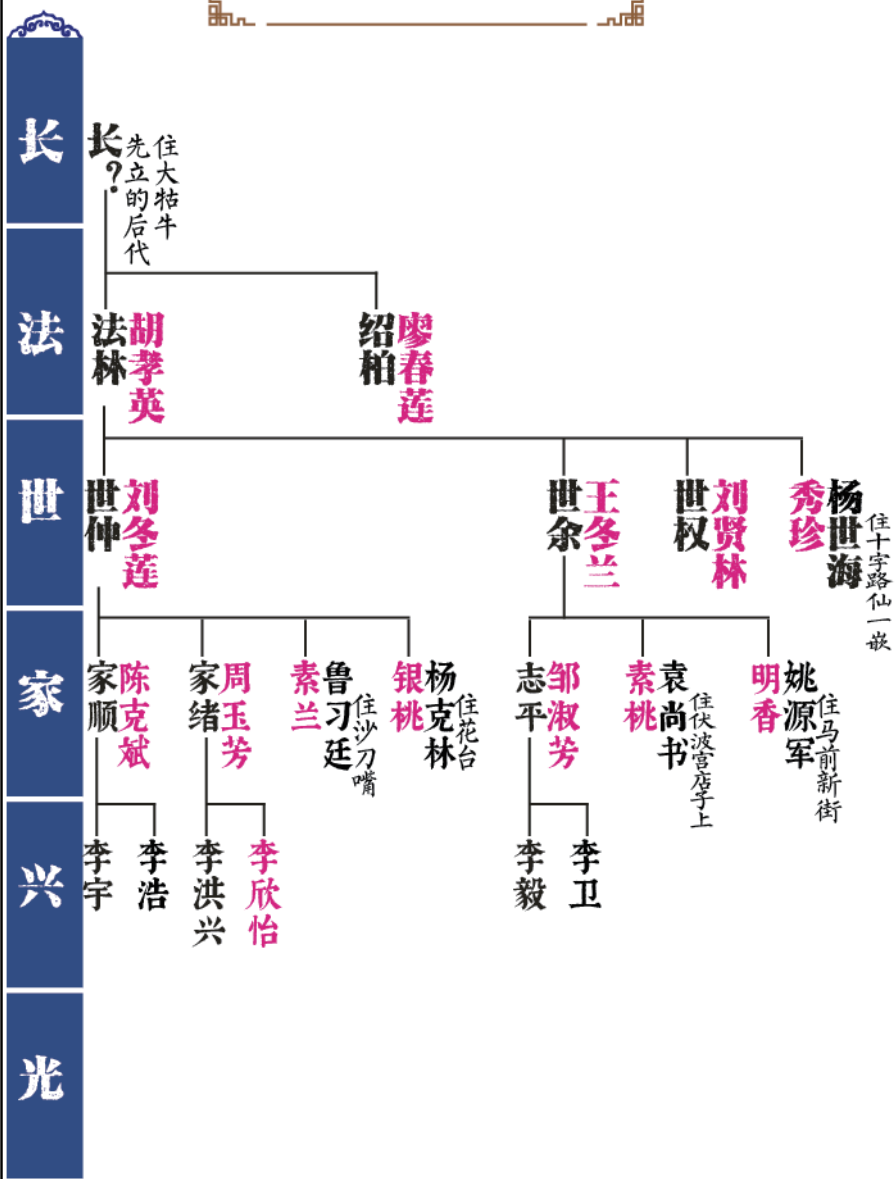 长
长?
先立的后代
住大牯牛
法
法林
胡孝英
绍柏
廖春莲
世
世仲
刘冬莲
世余
王冬兰
世权
刘贤林
秀珍
杨世海
住十字路仙一嵌
家
家顺
陈克斌
家绪
周玉芳
素兰
鲁习廷
住沙刀嘴
银桃
杨克林
住花台
志平
邹淑芳
素桃
袁尚书
住伏波宫店子上
明香
姚源军
住马前新街
兴
李宇
李浩
李洪兴
李欣怡
李毅
李卫
光